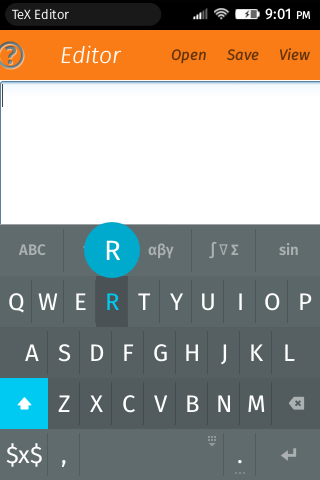 TeX Editor 9:01 PM
? Editor Open Save View
R
ABC αβγ ∫∇Σ sin
Q W E R T Y U I O P
A S D F G H J K L
Z X C V B N M
$x$ , .